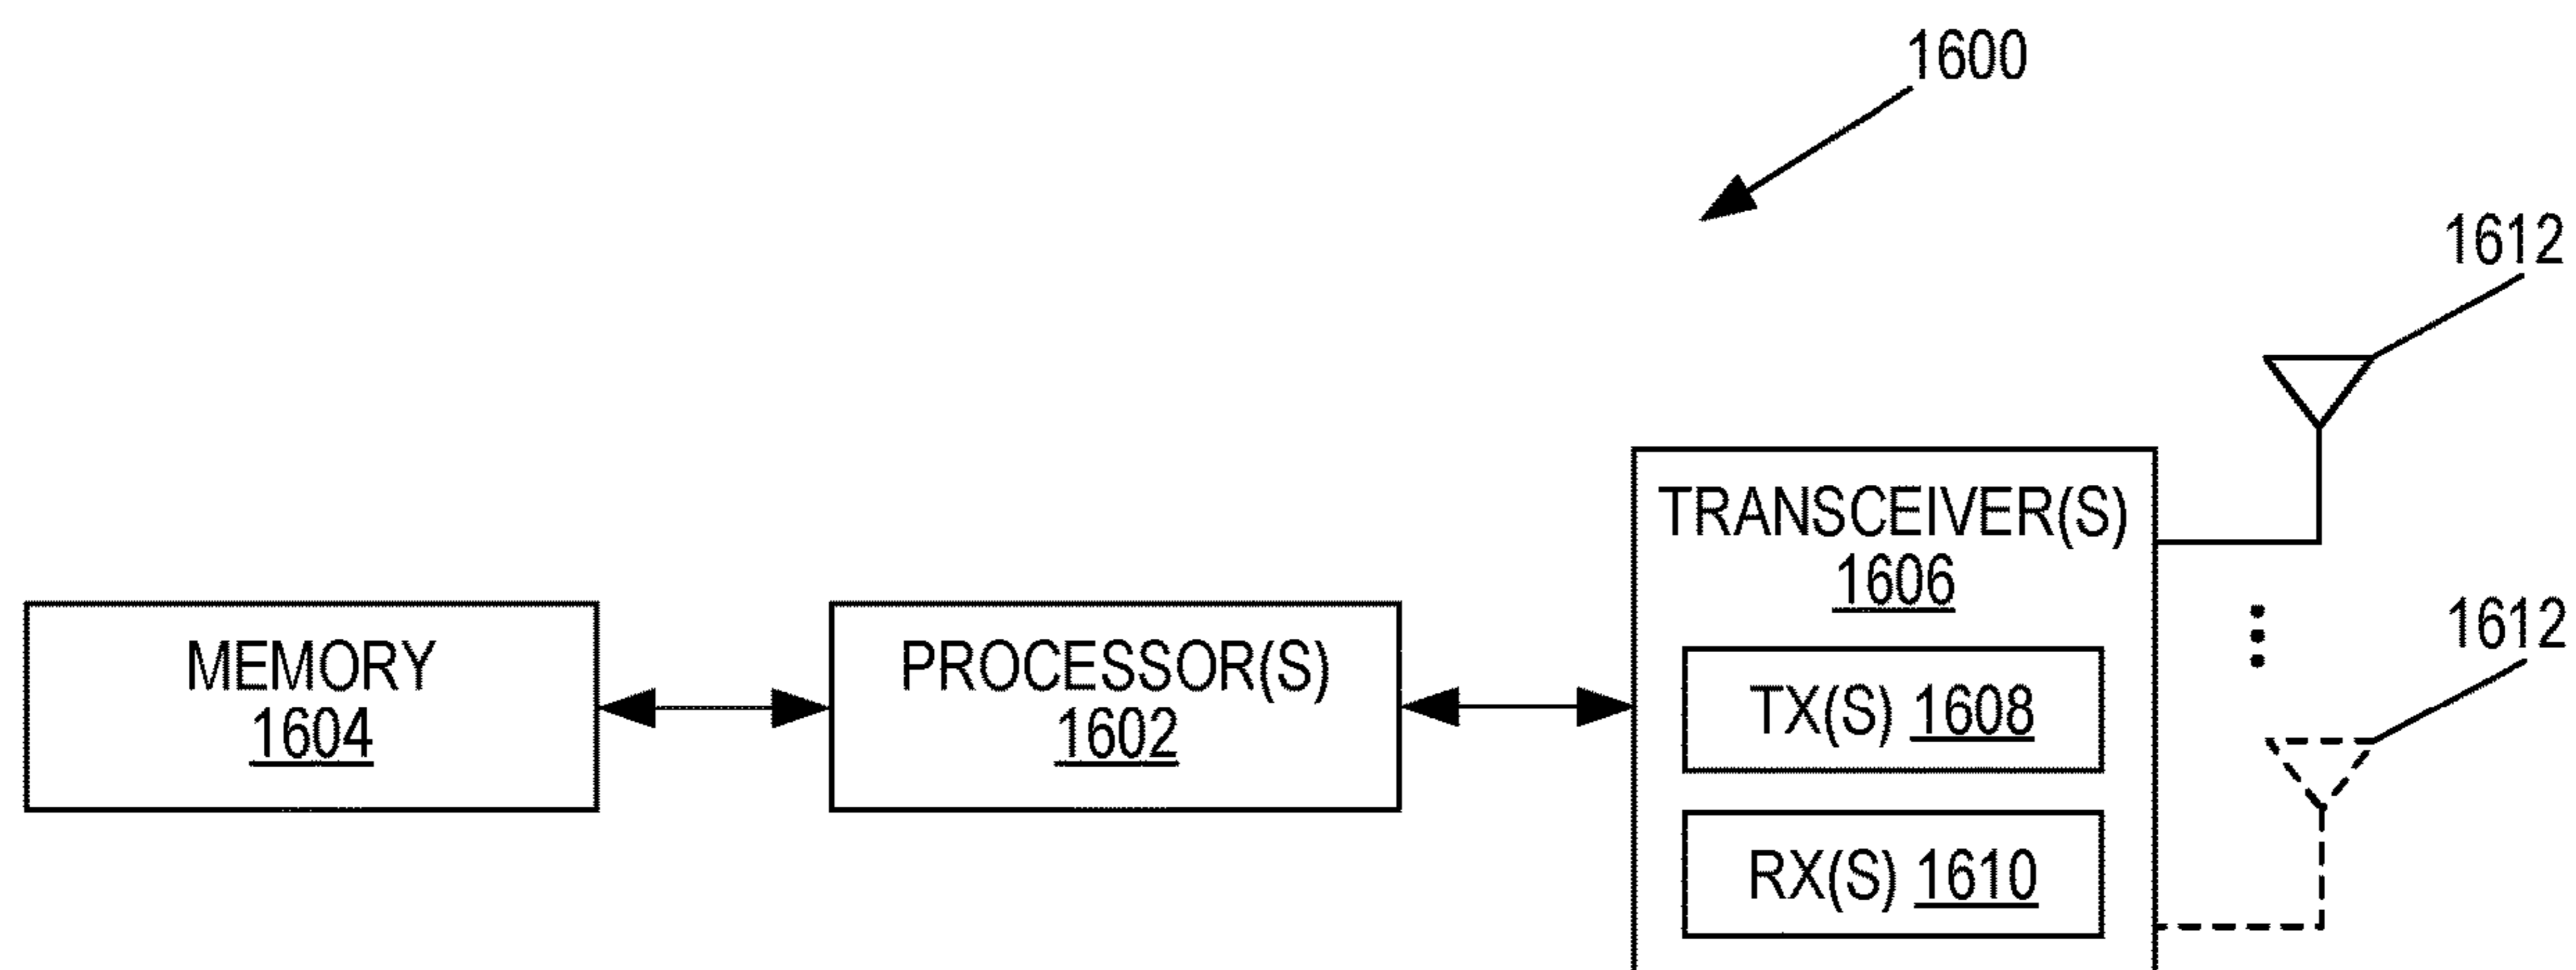 1600
1612
TRANSCEIVER(S)
1606
1612
MEMORY
1604
PROCESSOR(S)
1602
TX(S) 1608
RX(S) 1610